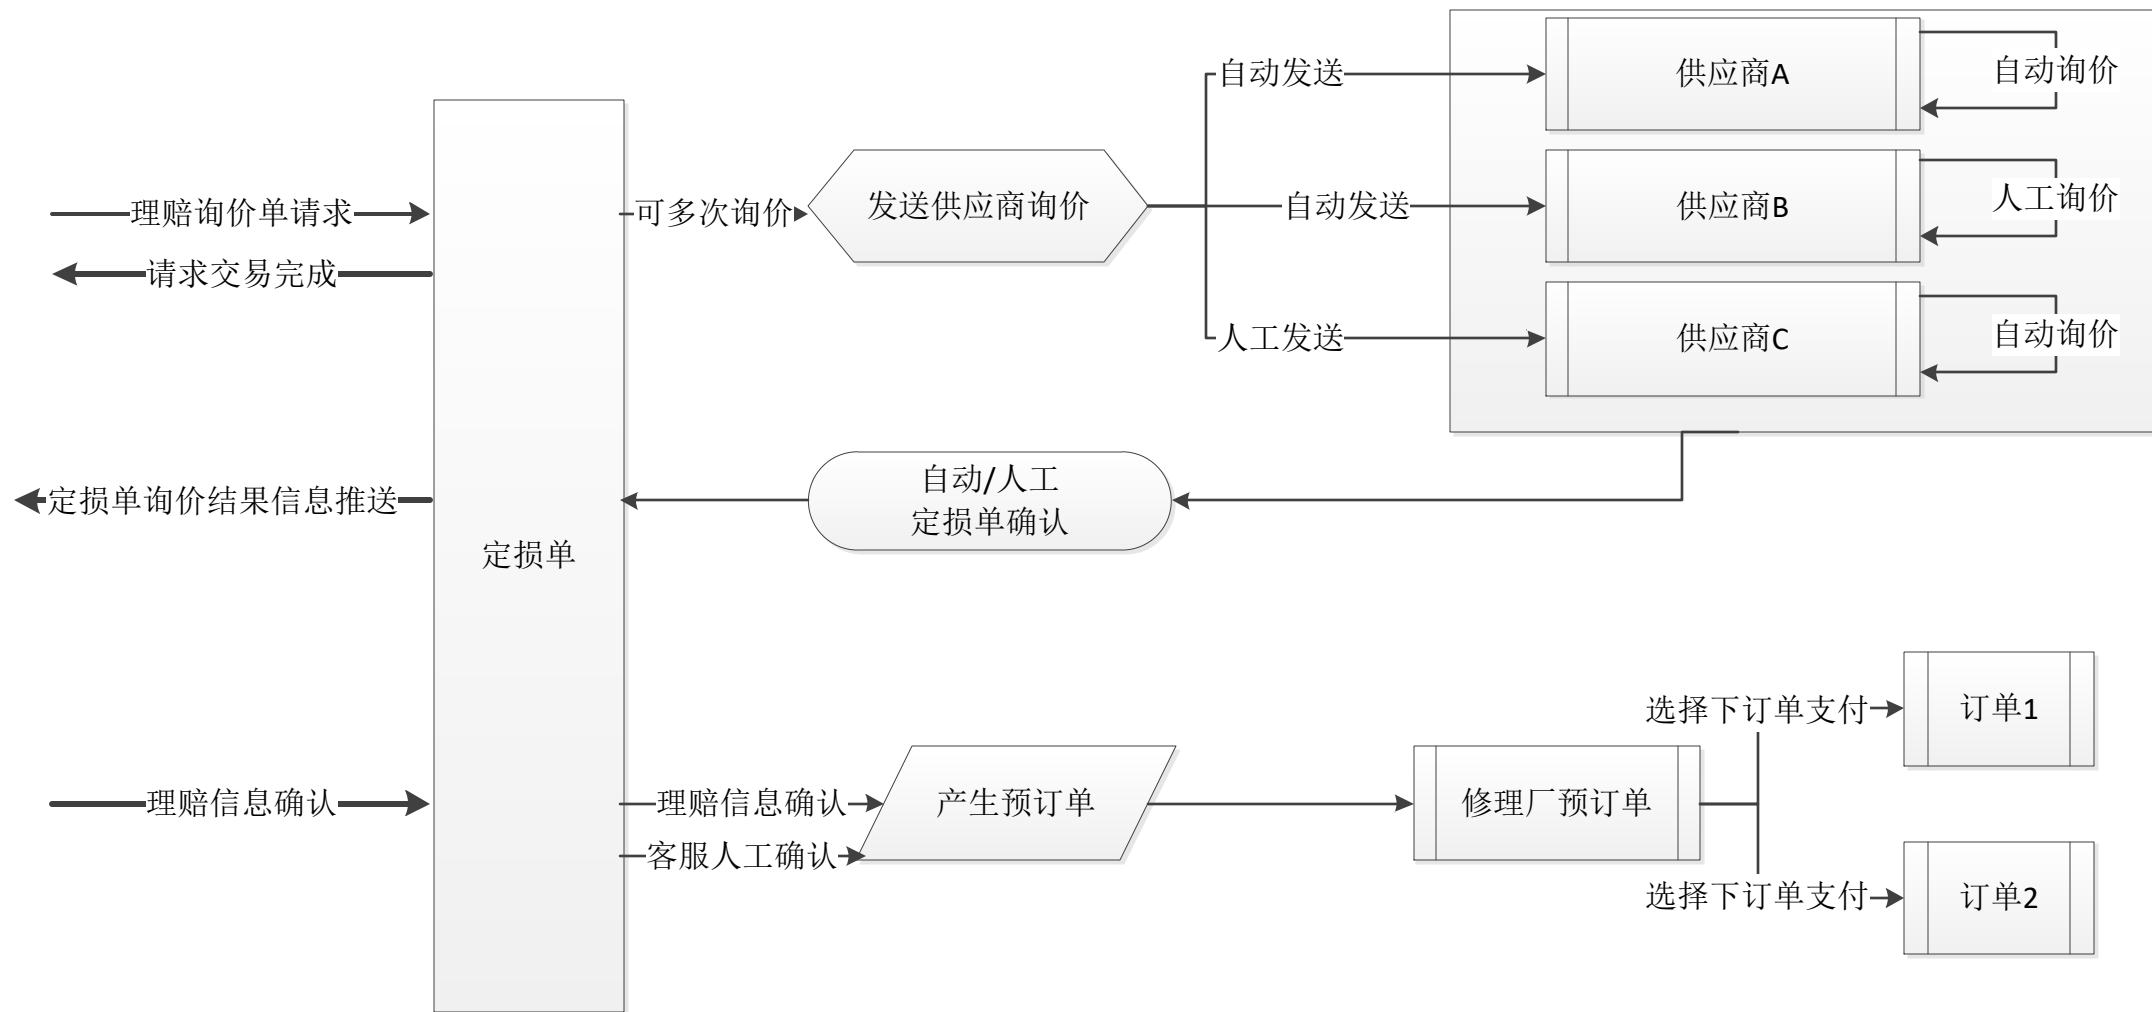 自动发送
供应商A
自动询价
理赔询价单请求
可多次询价
发送供应商询价
自动发送
供应商B
人工询价
请求交易完成
人工发送
供应商C
自动询价
定损单询价结果信息推送
自动/人工
定损单确认
定损单
选择下订单支付
订单1
理赔信息确认
理赔信息确认
产生预订单
修理厂预订单
客服人工确认
选择下订单支付
订单2